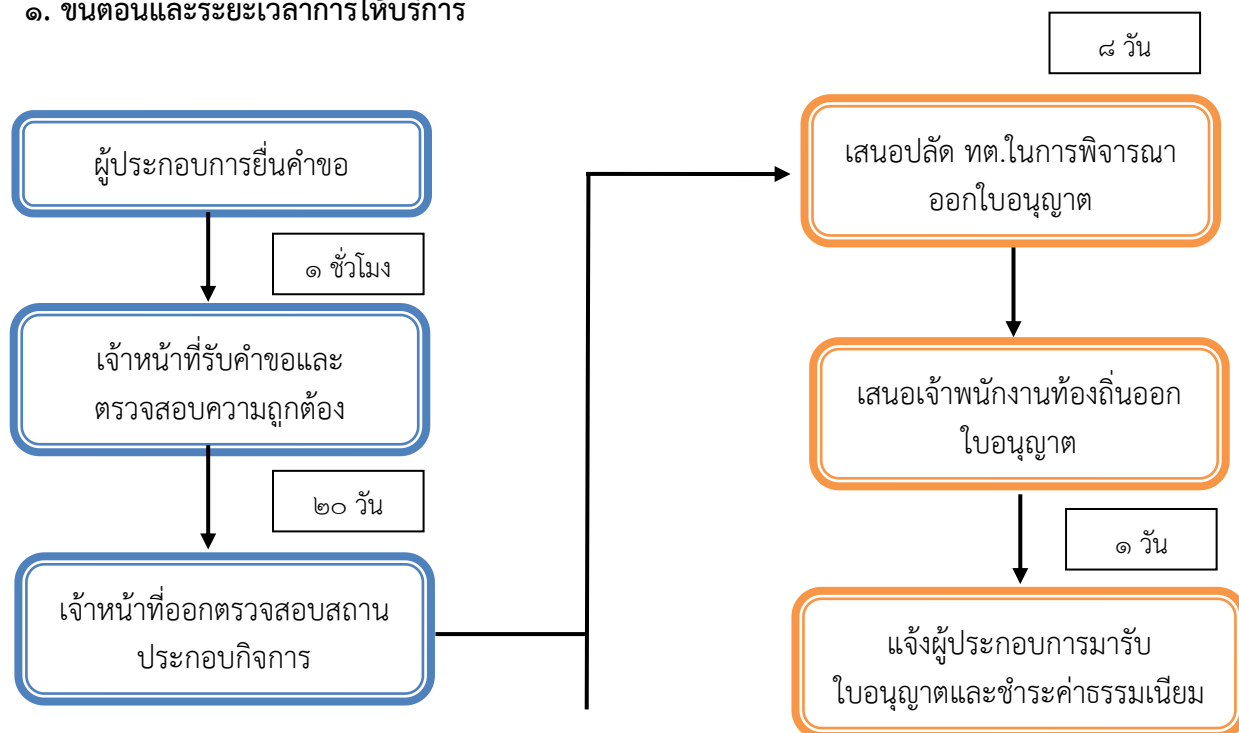 ๑. ขั้นตอนและระยะเวลาการให้บริการ
ผู้ประกอบการยื่นคำขอ
๑ ชั่วโมง
เจ้าหน้าที่รับคำขอและ
ตรวจสอบความถูกต้อง
๒๐ วัน
เจ้าหน้าที่ออกตรวจสอบสถาน
ประกอบกิจการ
๘ วัน
เสนอปลัด ทต.ในการพิจารณา
ออกใบอนุญาต
เสนอเจ้าพนักงานท้องถิ่นออก
ใบอนุญาต
๑ วัน
แจ้งผู้ประกอบการมารับ
ใบอนุญาตและชำระค่าธรรมเนียม